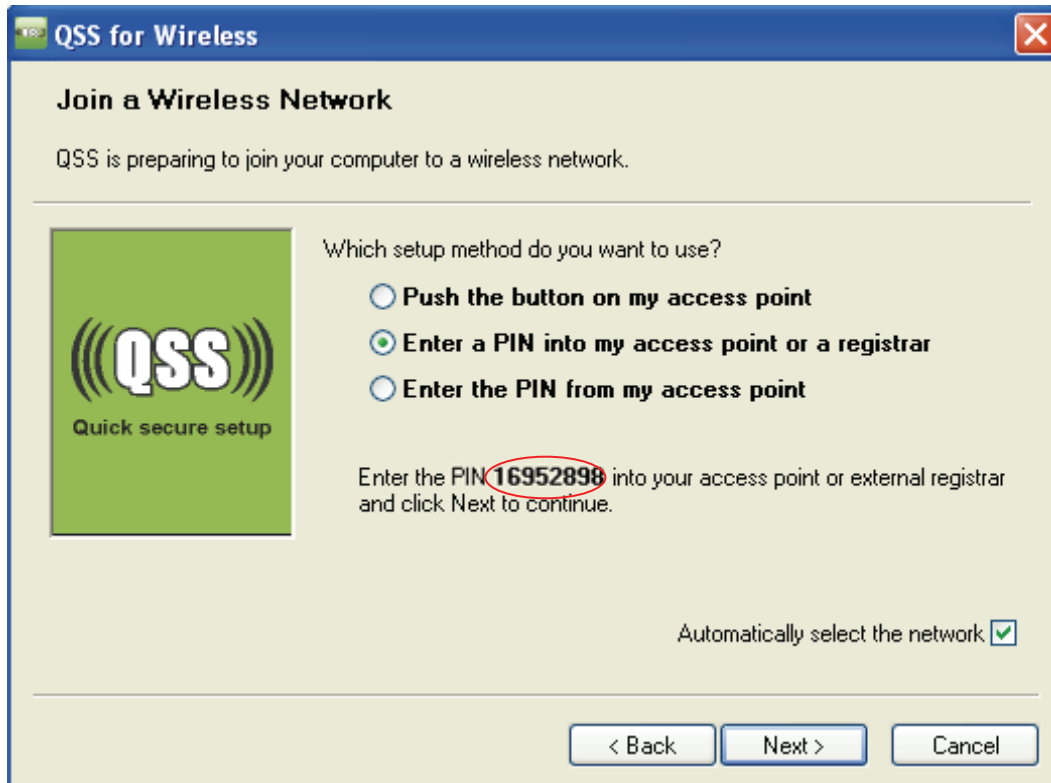 QSS for Wireless
Join a Wireless Network
QSS is preparing to join your computer to a wireless network.
Which setup method do you want to use?
Push the button on my access point
Enter a PIN into my access point or a registrar
Enter the PIN from my access point
(((QSS)))
Quick secure setup
Enter the PIN 16952898 into your access point or external registrar
and click Next to continue.
Automatically select the network
< Back
Next >
Cancel